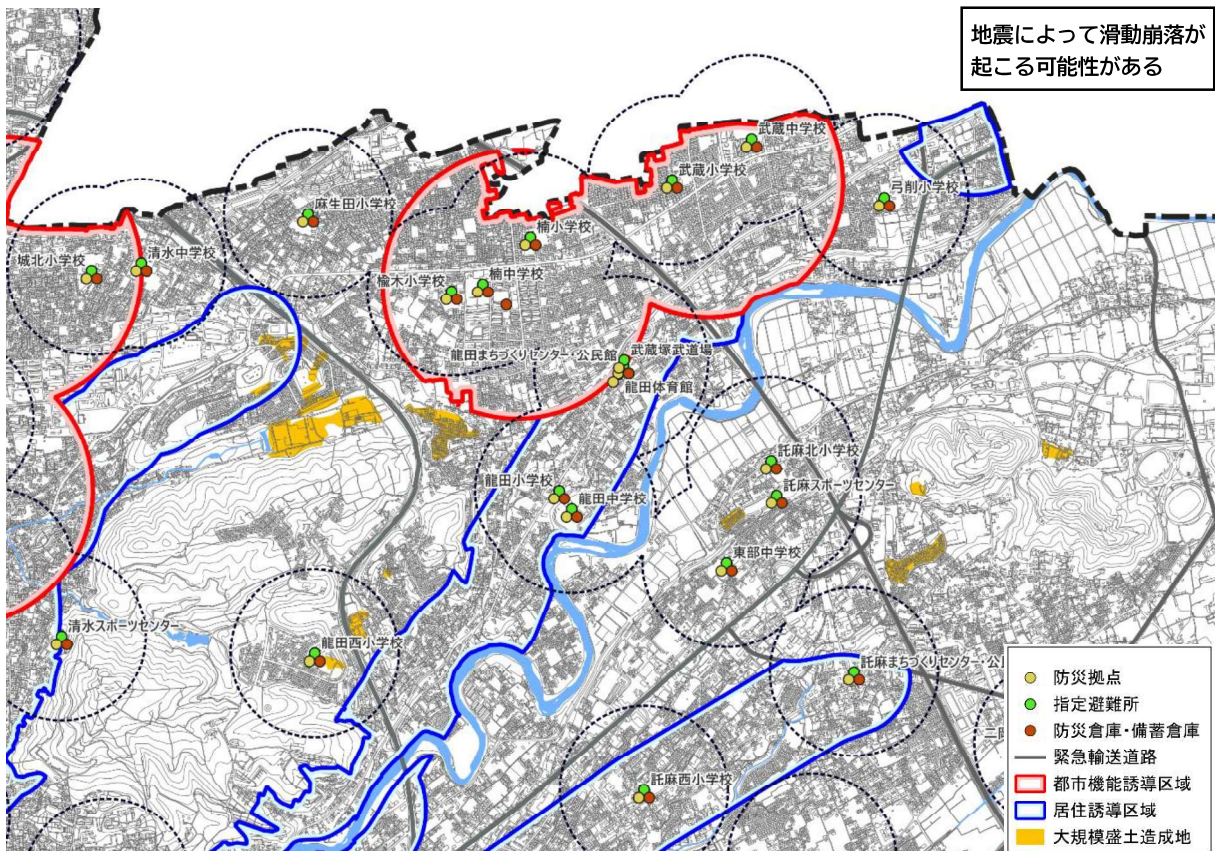 地震によって滑動崩落が
起こる可能性がある
武蔵中学校
武蔵小学校
弓削小学校
麻生田小学校
楠小学校
城北小学校
清水中学校
楡木小学校
楠中学校
龍田まちづくりセンター・公民館
武蔵塚武道場
龍田体育館
託麻北小学校
託麻スポーツセンター
龍田小学校
龍田中学校
東部中学校
清水スポーツセンター
龍田西小学校
託麻まちづくりセンター・公
託麻西小学校
二岡
防災拠点
指定避難所
防災倉庫・備蓄倉庫
緊急輸送道路
都市機能誘導区域
居住誘導区域
大規模盛土造成地